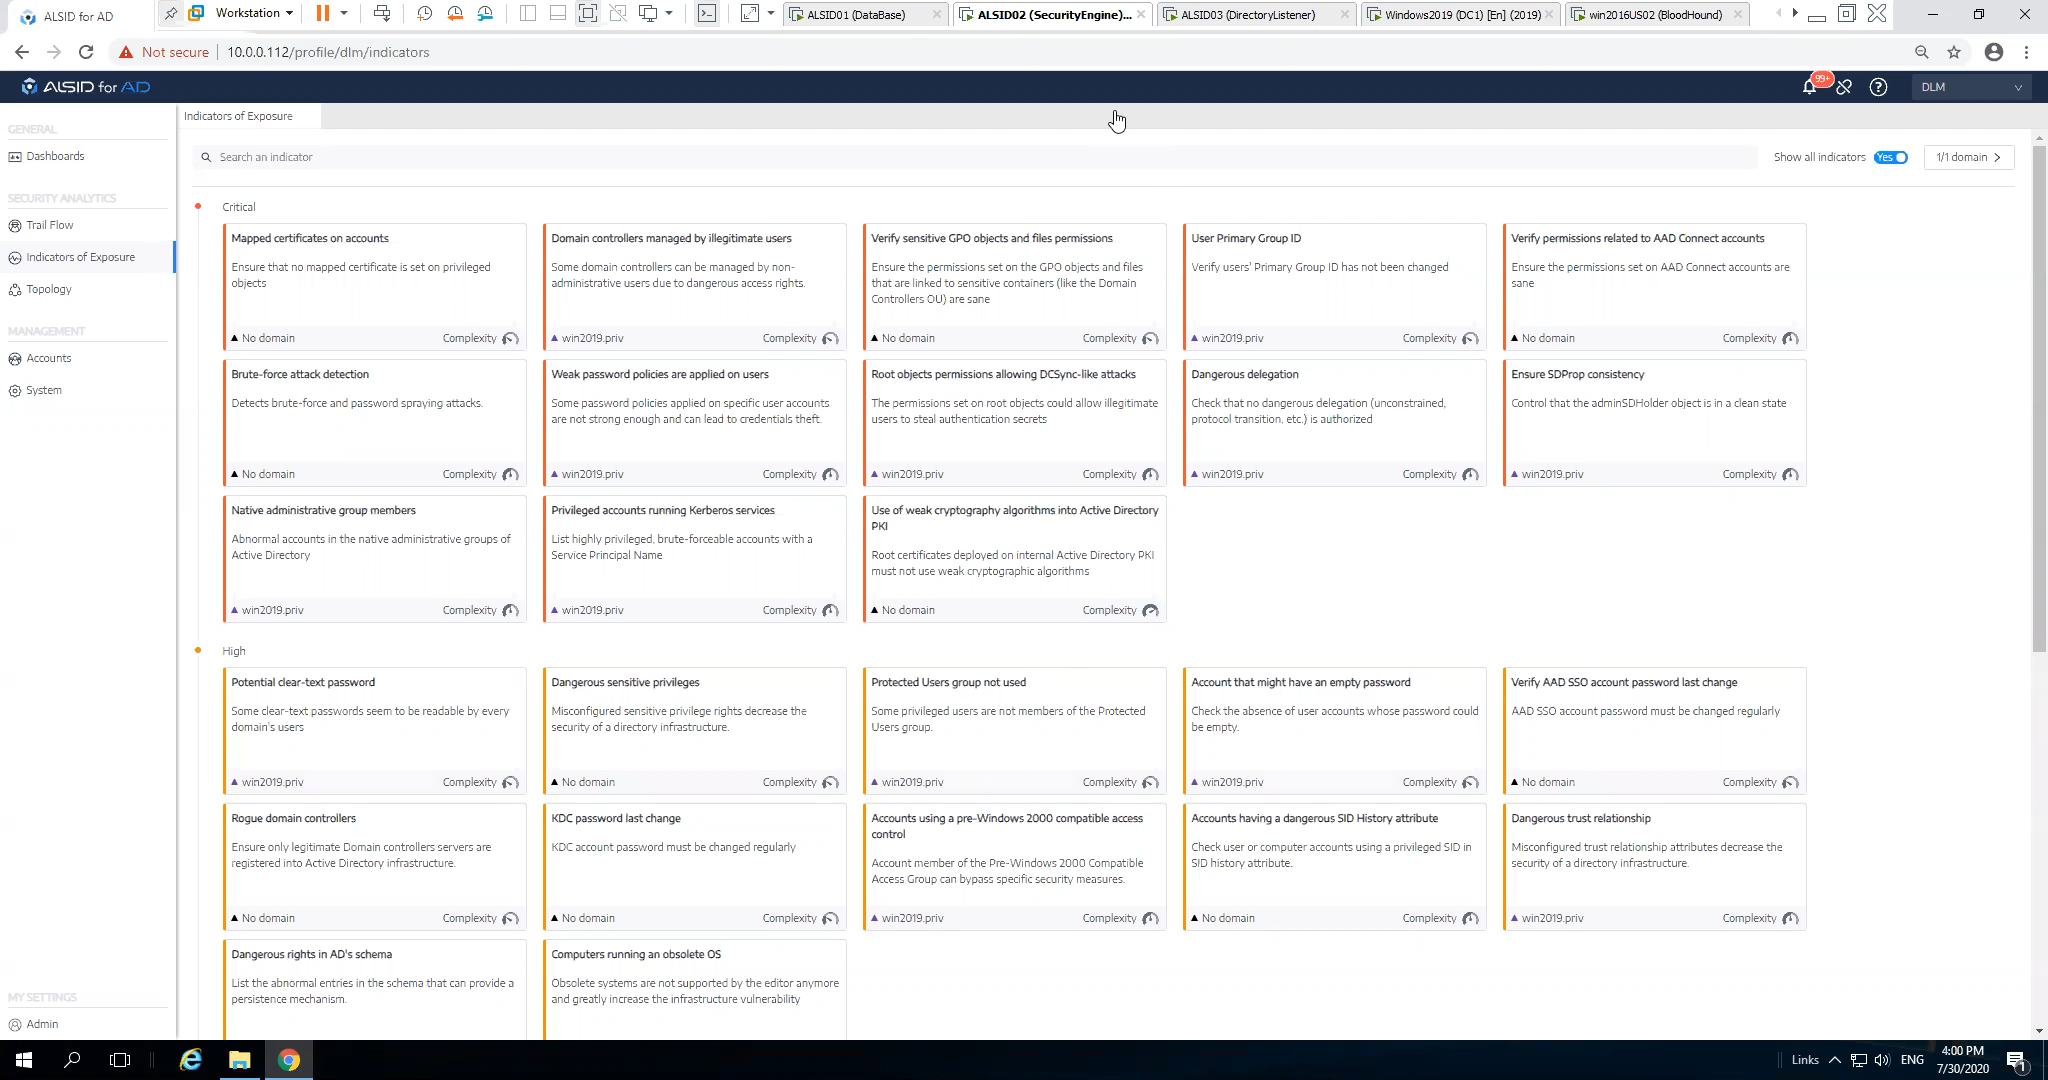 ALSID for AD
Workstation
ALSID01 (DataBase)
ALSID02 (SecurityEngine)...
ALSID03 (DirectoryListener)
Windows2019 (DC1) [En] (2019)
win2016US02 (BloodHound)
Not secure
10.0.0.112/profile/dlm/indicators
ALSID for AD
99+
DLM
GENERAL
Dashboards
SECURITY ANALYTICS
Trail Flow
Indicators of Exposure
Topology
MANAGEMENT
Accounts
System
MY SETTINGS
Admin
Indicators of Exposure
Search an indicator
Show all indicators
Yes
1/1 domain
Critical
Mapped certificates on accounts
Ensure that no mapped certificate is set on privileged
objects
No domain
Complexity
Domain controllers managed by illegitimate users
Some domain controllers can be managed by non-
administrative users due to dangerous access rights.
win2019.priv
Complexity
Verify sensitive GPO objects and files permissions
Ensure the permissions set on the GPO objects and files
that are linked to sensitive containers (like the Domain
Controllers OU) are sane
No domain
Complexity
User Primary Group ID
Verify users' Primary Group ID has not been changed
win2019.priv
Complexity
Verify permissions related to AAD Connect accounts
Ensure the permissions set on AAD Connect accounts are
sane
No domain
Complexity
Brute-force attack detection
Detects brute-force and password spraying attacks.
No domain
Complexity
Weak password policies are applied on users
Some password policies applied on specific user accounts
are not strong enough and can lead to credentials theft.
win2019.priv
Complexity
Root objects permissions allowing DCSync-like attacks
The permissions set on root objects could allow illegitimate
users to steal authentication secrets
win2019.priv
Complexity
Dangerous delegation
Check that no dangerous delegation (unconstrained,
protocol transition, etc.) is authorized
win2019.priv
Complexity
Ensure SDProp consistency
Control that the adminSDHolder object is in a clean state
win2019.priv
Complexity
Native administrative group members
Abnormal accounts in the native administrative groups of
Active Directory
win2019.priv
Complexity
Privileged accounts running Kerberos services
List highly privileged, brute-forceable accounts with a
Service Principal Name
win2019.priv
Complexity
Use of weak cryptography algorithms into Active Directory
PKI
Root certificates deployed on internal Active Directory PKI
must not use weak cryptographic algorithms
No domain
Complexity
High
Potential clear-text password
Some clear-text passwords seem to be readable by every
domain's users
win2019.priv
Complexity
Dangerous sensitive privileges
Misconfigured sensitive privilege rights decrease the
security of a directory infrastructure.
No domain
Complexity
Protected Users group not used
Some privileged users are not members of the Protected
Users group.
win2019.priv
Complexity
Account that might have an empty password
Check the absence of user accounts whose password could
be empty.
win2019.priv
Complexity
Verify AAD SSO account password last change
AAD SSO account password must be changed regularly
No domain
Complexity
Rogue domain controllers
Ensure only legitimate Domain controllers servers are
registered into Active Directory infrastructure.
No domain
Complexity
KDC password last change
KDC account password must be changed regularly
No domain
Complexity
Accounts using a pre-Windows 2000 compatible access
control
Account member of the Pre-Windows 2000 Compatible
Access Group can bypass specific security measures.
win2019.priv
Complexity
Accounts having a dangerous SID History attribute
Check user or computer accounts using a privileged SID in
SID history attribute.
No domain
Complexity
Dangerous trust relationship
Misconfigured trust relationship attributes decrease the
security of a directory infrastructure.
win2019.priv
Complexity
Dangerous rights in AD's schema
List the abnormal entries in the schema that can provide a
persistence mechanism.
Computers running an obsolete OS
Obsolete systems are not supported by the editor anymore
and greatly increase the infrastructure vulnerability
Links
ENG
4:00 PM
7/30/2020
1